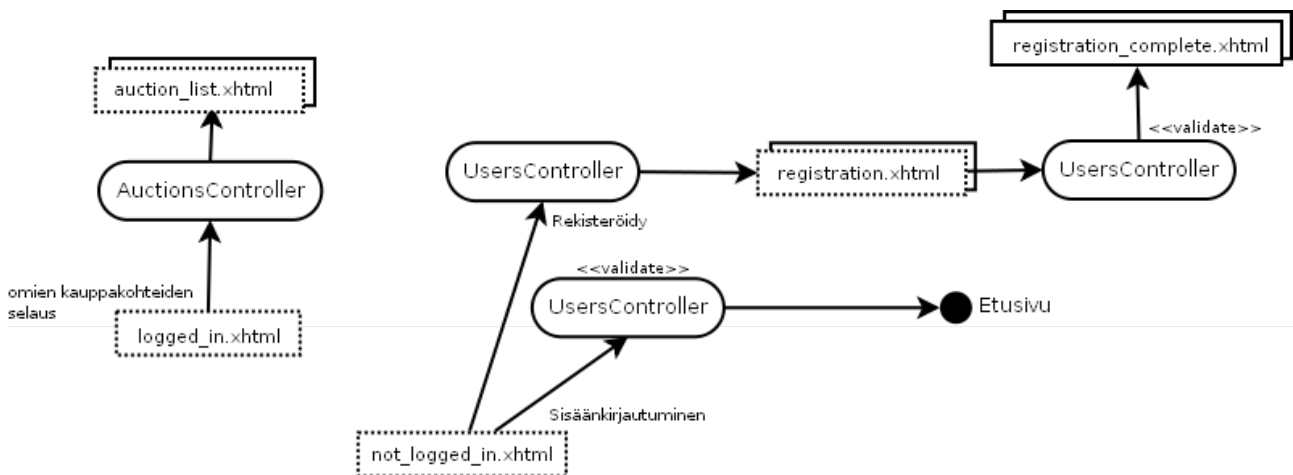 registration_complete.xhtml
auction_list.xhtml
<<validate>>
UsersController
UsersController
registration.xhtml
AuctionsController
Rekisteröidy
<<validate>>
omien kauppakohteiden
selaus
UsersController
Etusivu
logged_in.xhtml
Sisäänkirjautuminen
not_logged_in.xhtml